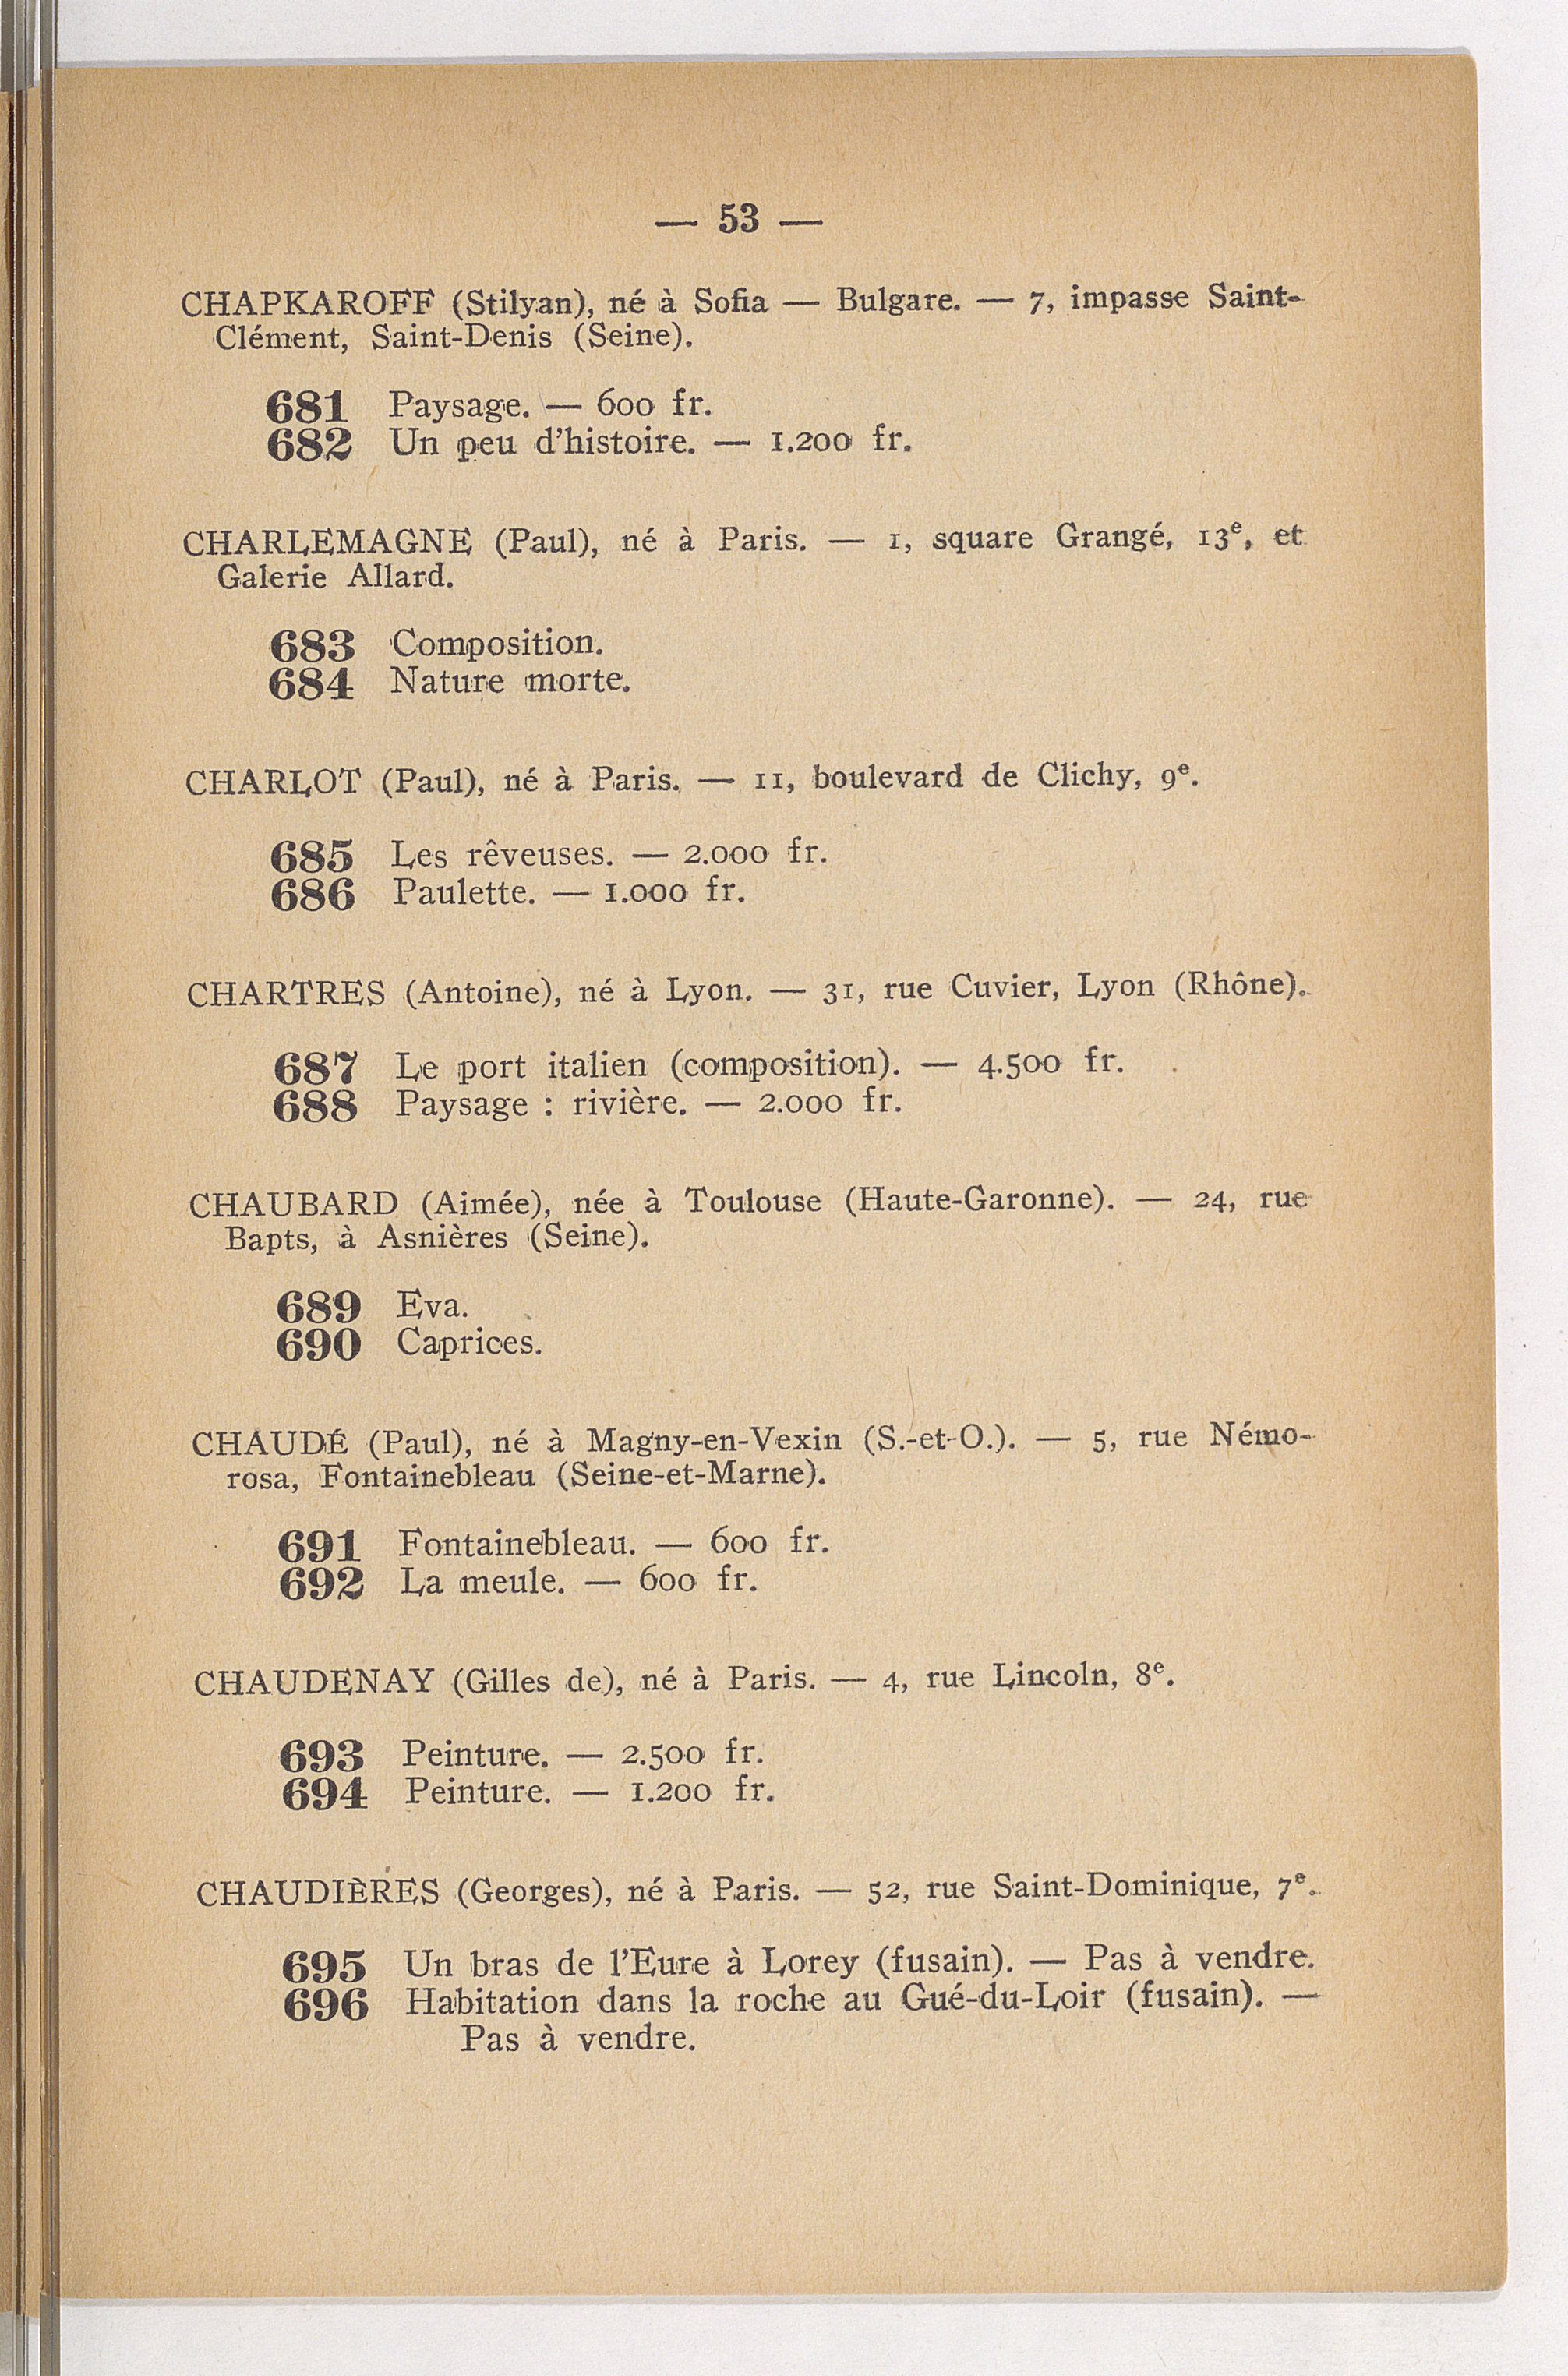 — 53 —
CHAPKAROFF (Stilyan), né à Sofia — Bulgare. — 7, impasse Saint-
Clément, Saint-Denis (Seine).
681 Paysage. — 600 fr.
682 Un peu d'histoire. — 1.200 fr.
CHARLEMAGNE (Paul), né à Paris. — 1, square Grangé, 13e, et
Galerie Allard.
683 Composition.
684 Nature morte.
CHARLOT (Paul), né à Paris. — 11, boulevard de Clichy, 9e.
685 Les rêveuses. — 2.000 fr.
686 Paulette. — 1.000 fr.
CHARTRES (Antoine), né à Lyon. — 31, rue Cuvier, Lyon (Rhône).
687 Le port italien (composition). — 4.500 fr.
688 Paysage : rivière. — 2.000 fr.
CHAUBARD (Aimée), née à Toulouse (Haute-Garonne). — 24, rue
Bapts, à Asnières (Seine).
689 Eva.
690 Caprices.
CHAUDÉ (Paul), né à Magny-en-Vexin (S.-et-O.). — 5, rue Némo-
rosa, Fontainebleau (Seine-et-Marne).
691 Fontainebleau. — 600 fr.
692 La meule. — 600 fr.
CHAUDENAY (Gilles de), né à Paris. — 4, rue Lincoln, 8e.
693 Peinture. — 2.500 fr.
694 Peinture. — 1.200 fr.
CHAUDIÈRES (Georges), né à Paris. — 52, rue Saint-Dominique, 7e.
695 Un bras de l'Eure à Lorey (fusain). — Pas à vendre.
696 Habitation dans la roche au Gué-du-Loir (fusain). —
Pas à vendre.